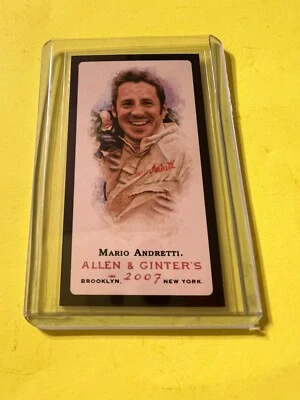 Mario Andretti.
ALLEN & GINTER'S
BROOKLYN, 2007 NEW YORK.